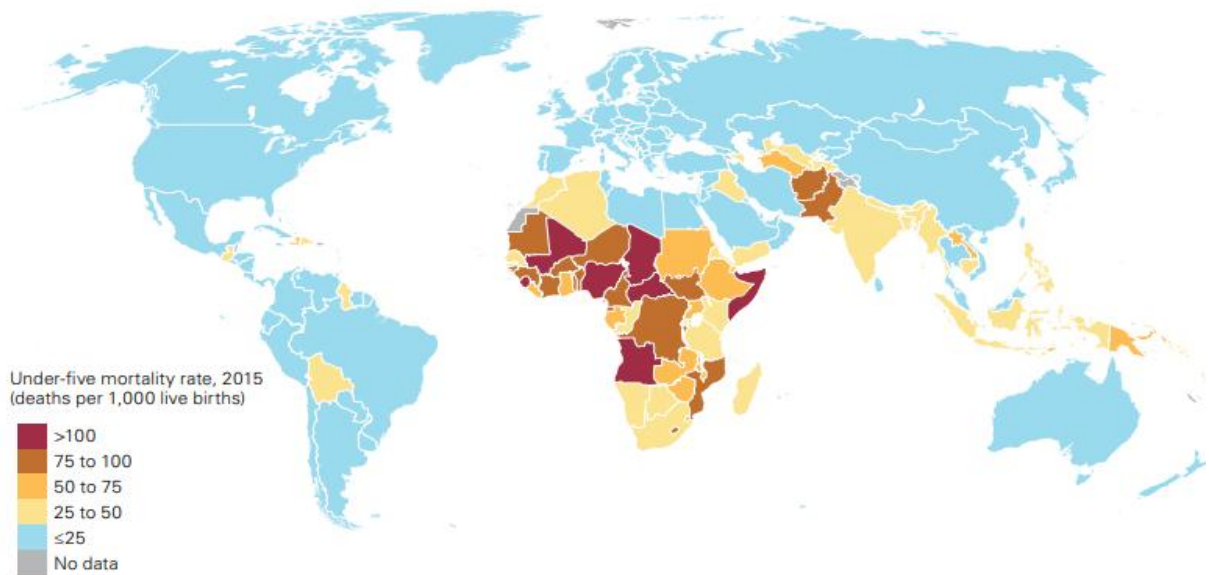 Under-five mortality rate, 2015
(deaths per 1,000 live births)
>100
75 to 100
50 to 75
25 to 50
≤25
No data